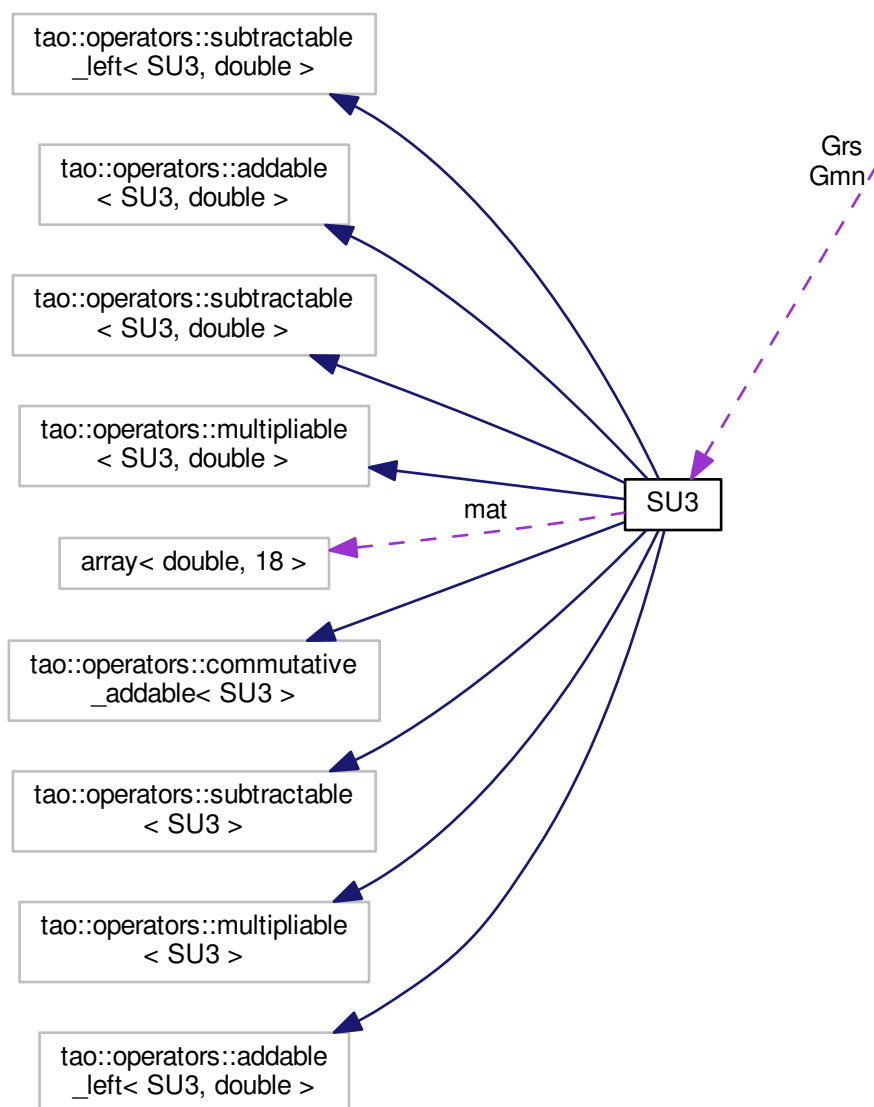 tao::operators::subtractable
_left< SU3, double >
tao::operators::addable
< SU3, double >
Grs
Gmn
tao::operators::subtractable
< SU3, double >
tao::operators::multipliable
< SU3, double >
SU3
mat
array< double, 18 >
tao::operators::commutative
_addable< SU3 >
tao::operators::subtractable
< SU3 >
tao::operators::multipliable
< SU3 >
tao::operators::addable
_left< SU3, double >